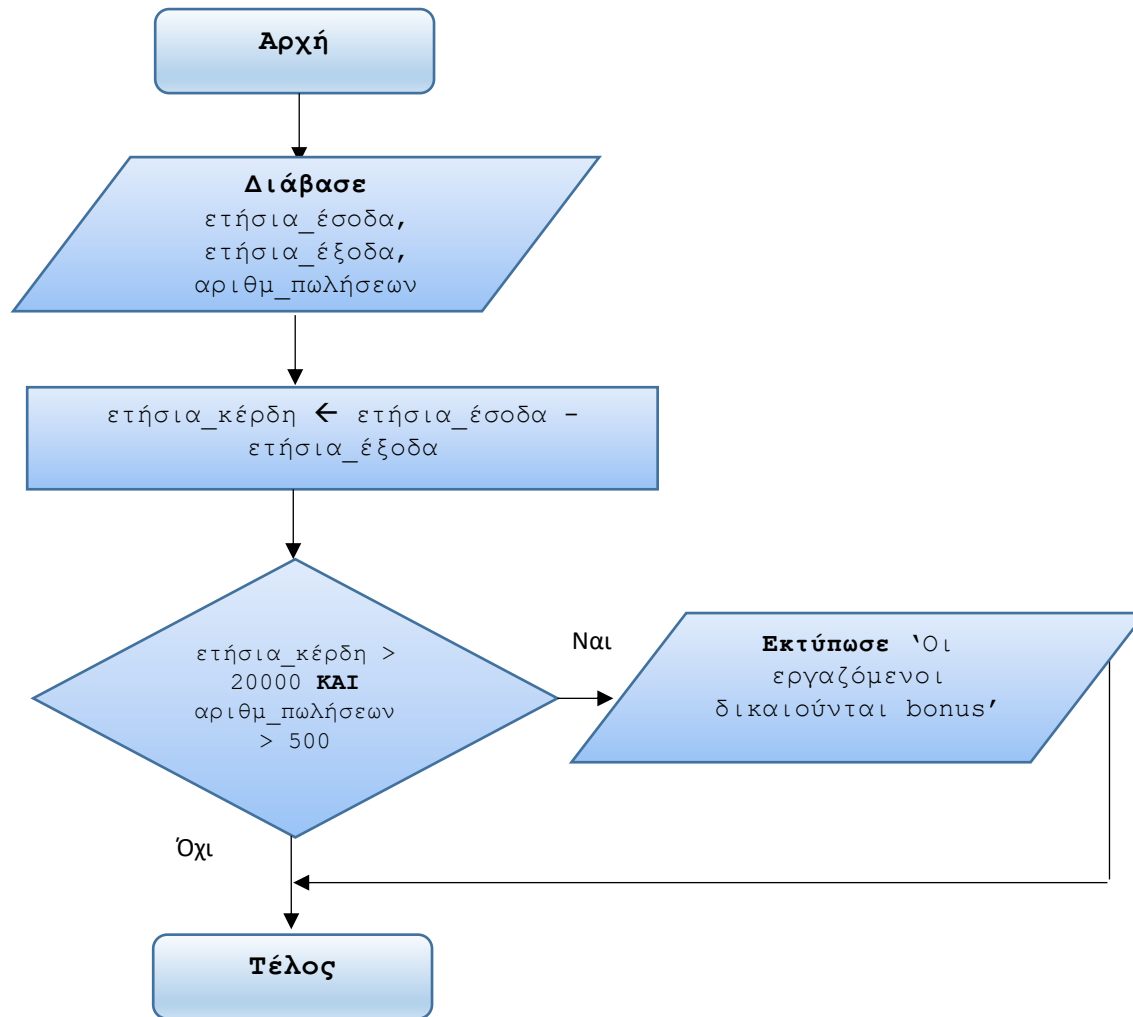 Αρχή
Διάβασε
ετήσια_έσοδα,
ετήσια_έξοδα,
αριθμ_πωλήσεων
ετήσια_κέρδη ← ετήσια_έσοδα –
ετήσια_έξοδα
ετήσια_κέρδη >
20000 ΚΑΙ
αριθμ_πωλήσεων
> 500
Ναι
Εκτύπωσε ‘Οι
εργαζόμενοι
δικαιούνται bonus’
Όχι
Τέλος